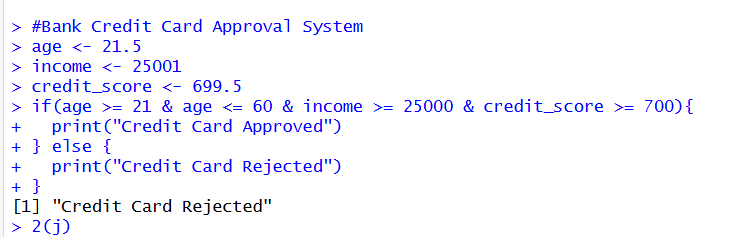 > #Bank Credit Card Approval System
> age <- 21.5
> income <- 25001
> credit_score <- 699.5
> if(age >= 21 & age <= 60 & income >= 25000 & credit_score >= 700){
+   print("Credit Card Approved")
+ } else {
+   print("Credit Card Rejected")
+ }
[1] "Credit Card Rejected"
> 2(j)